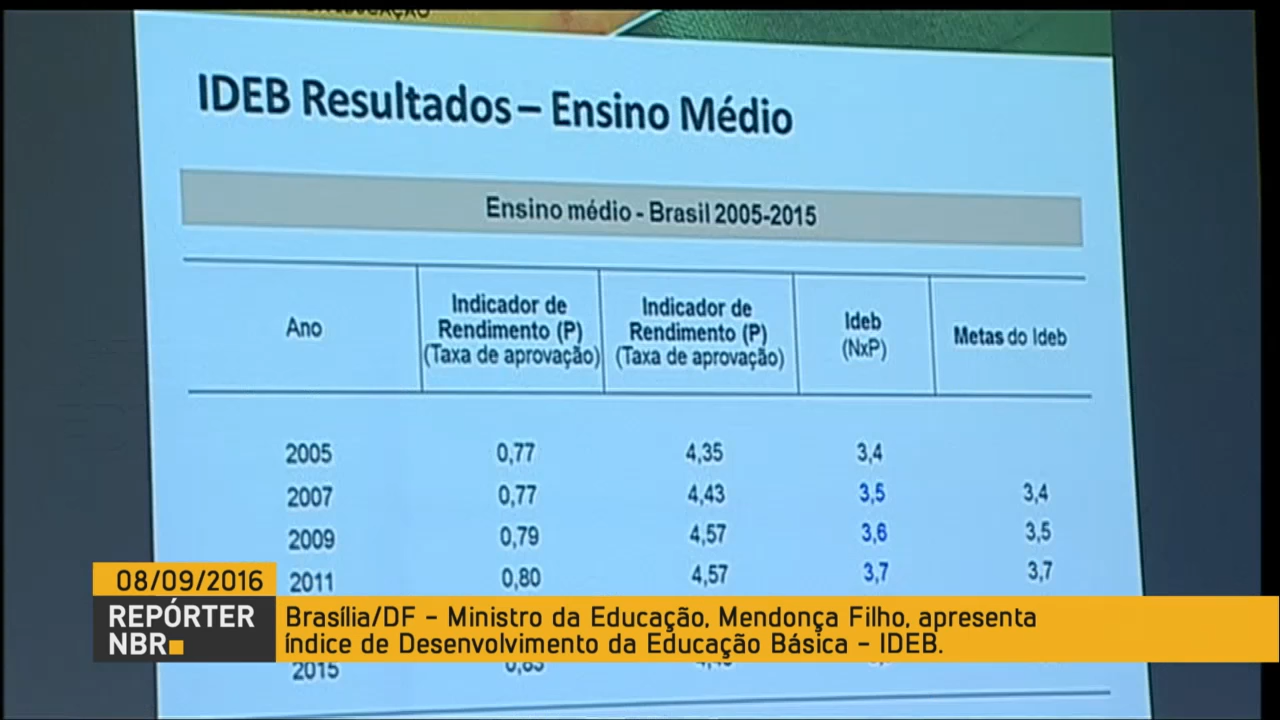 IDEB Resultados – Ensino Médio
Ensino médio - Brasil 2005-2015
Ano
Indicador de
Rendimento (P)
(Taxa de aprovação)
Indicador de
Rendimento (P)
(Taxa de aprovação)
Ideb
(NxP)
Metas do Ideb
2005 0,77 4,35 3,4
2007 0,77 4,43 3,5 3,4
2009 0,79 4,57 3,6 3,5
2011 0,80 4,57 3,7 3,7
2015
08/09/2016
REPÓRTER
NBR
Brasília/DF – Ministro da Educação, Mendonça Filho, apresenta
índice de Desenvolvimento da Educação Básica – IDEB.